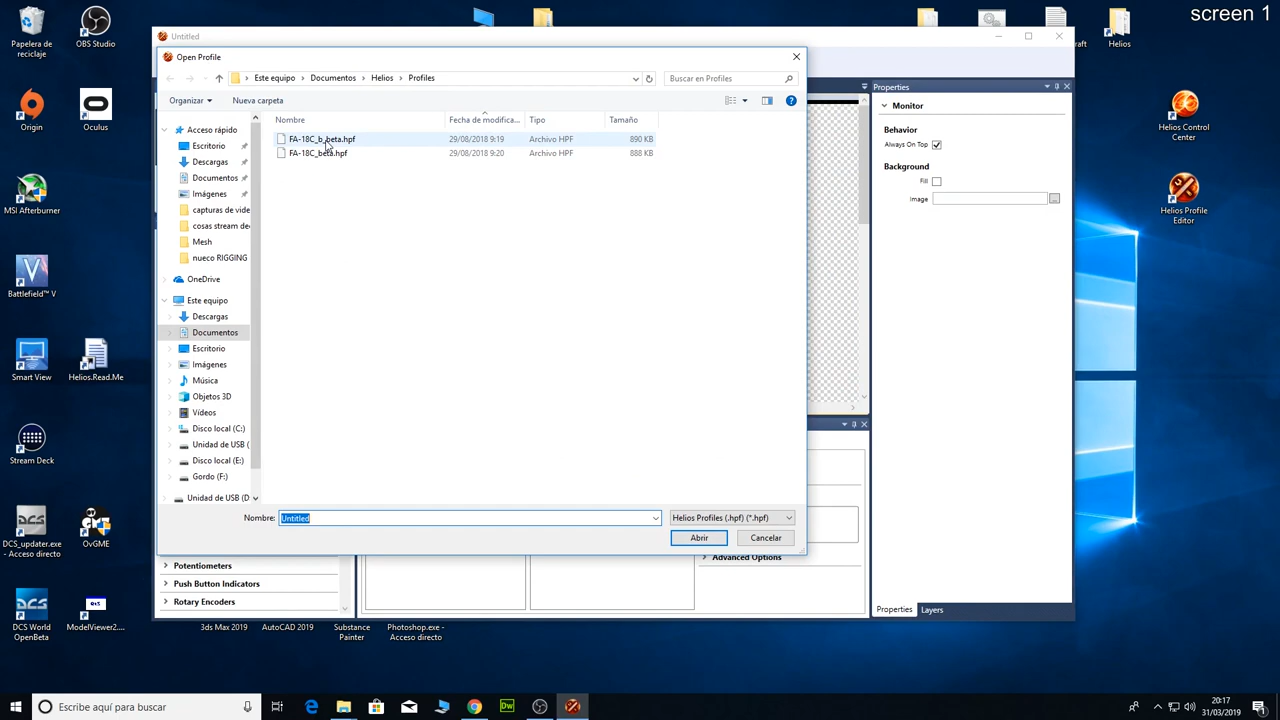 screen 1
Papelera de
reciclaje
OBS Studio
Origin
Oculus
MSI Afterburner
Battlefield™ V
Smart View
Helios.Read.Me
Stream Deck
DCS_updater.exe
- Acceso directo
OvGME
DCS World
OpenBeta
ModelViewer2....
Untitled
Open Profile
Este equipo
Documentos
Helios
Profiles
Buscar en Profiles
Organizar
Nueva carpeta
Nombre
Fecha de modifica...
Tipo
Tamaño
FA-18C_b_beta.hpf
29/08/2018 9:19
Archivo HPF
890 KB
FA-18C_beta.hpf
29/08/2018 9:20
Archivo HPF
888 KB
Acceso rápido
Escritorio
Descargas
Documentos
Imágenes
capturas de vide
cosas stream de
Mesh
nueco RIGGING
OneDrive
Este equipo
Descargas
Documentos
Escritorio
Imágenes
Música
Objetos 3D
Vídeos
Disco local (C:)
Unidad de USB (
Disco local (E:)
Gordo (F:)
Unidad de USB (D
Nombre:
Untitled
Helios Profiles (.hpf) (*.hpf)
Abrir
Cancelar
Potentiometers
Push Button Indicators
Rotary Encoders
Advanced Options
Properties
Monitor
Behavior
Always On Top
Background
Fill
Image
Properties
Layers
raft
Helios
Helios
Control
Center
Helios Profile
Editor
3ds Max 2019
AutoCAD 2019
Substance
Painter
Photoshop.exe -
Acceso directo
Escribe aquí para buscar
Dw
20:17
31/03/2019